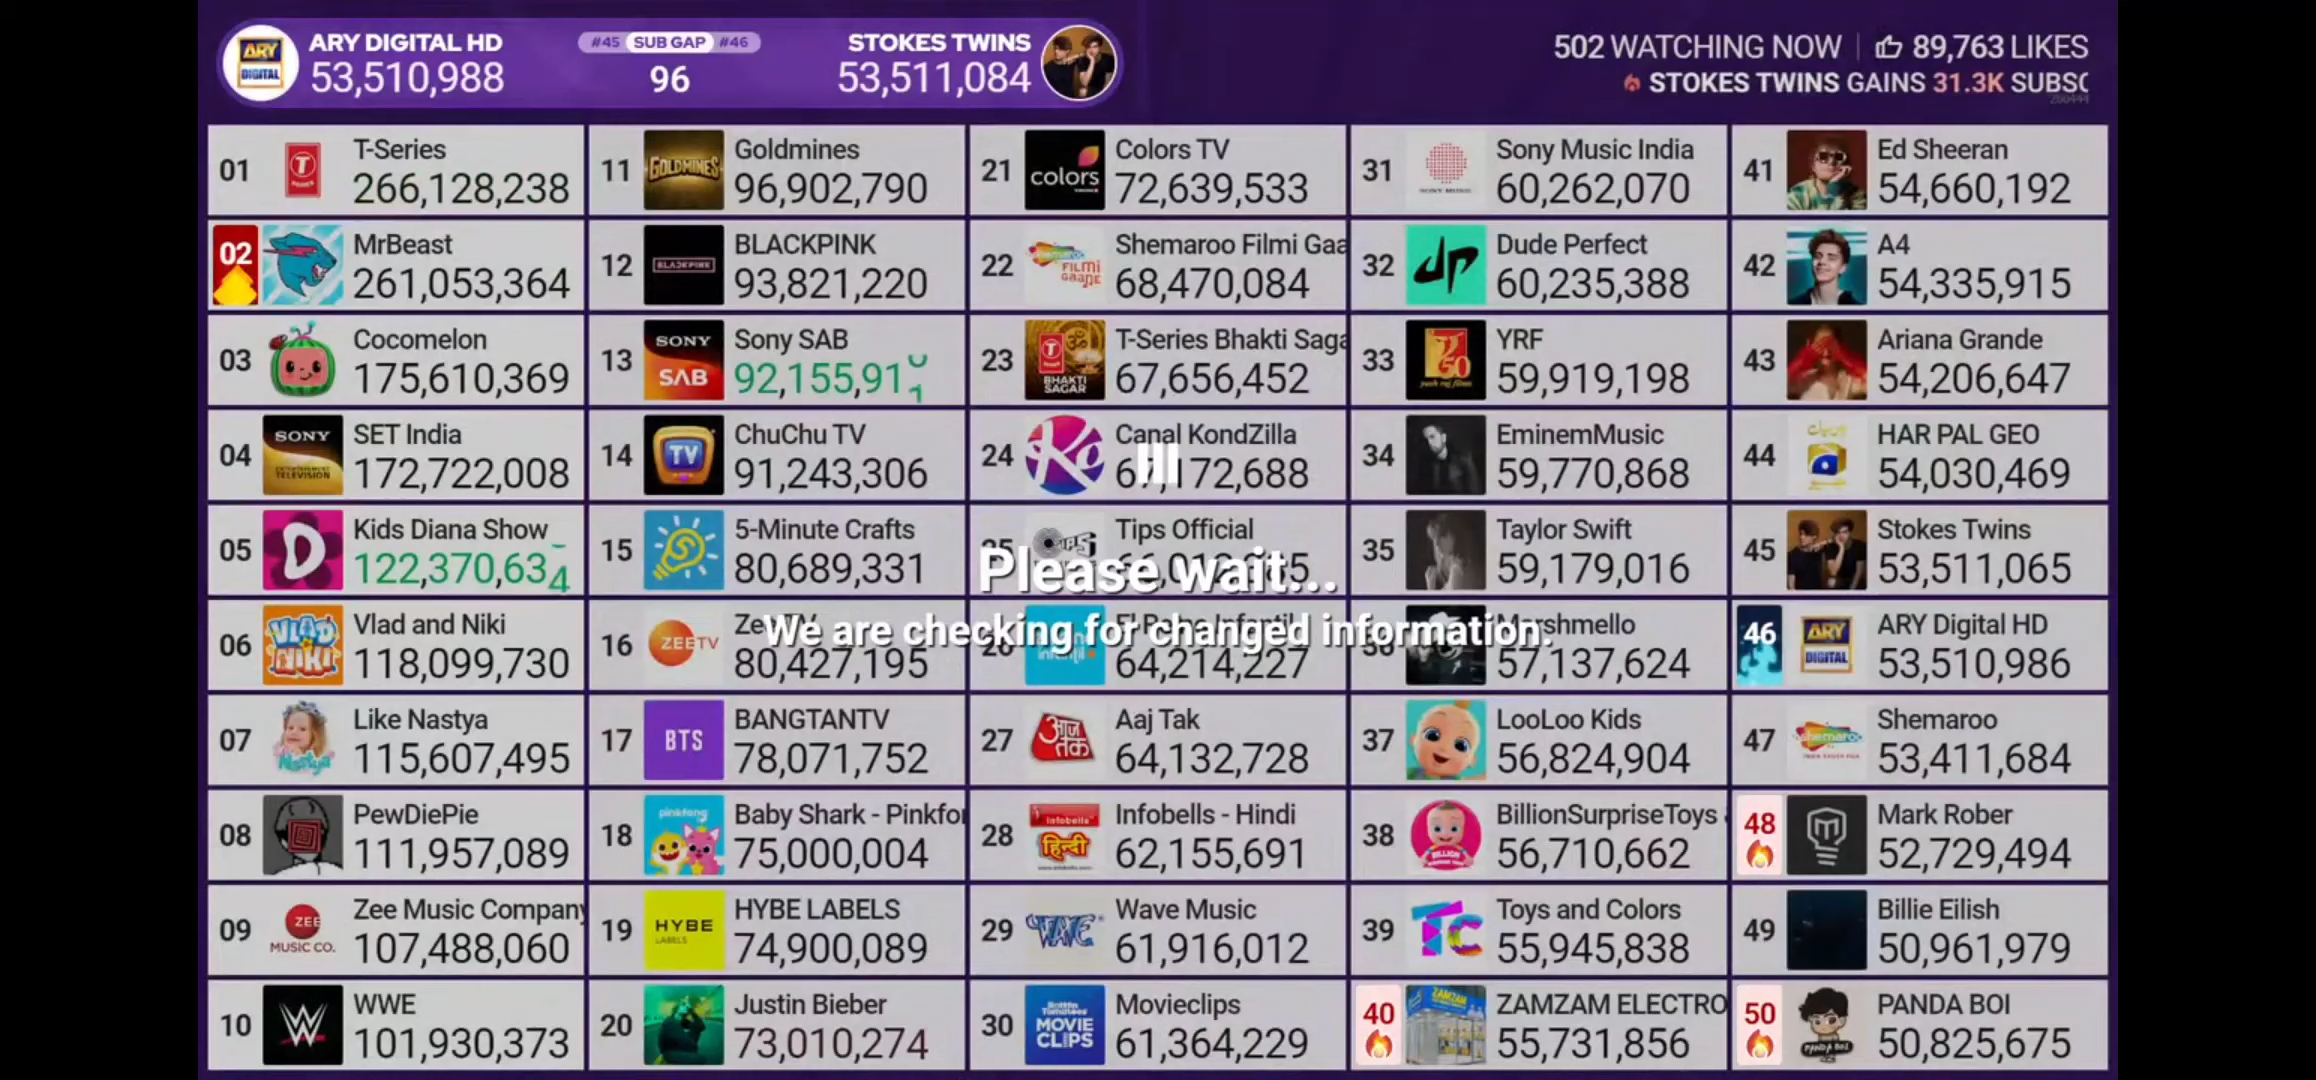 ARY DIGITAL HD
53,510,988
#45 SUB GAP #46
96
STOKES TWINS
53,511,084
502 WATCHING NOW 89,763 LIKES
STOKES TWINS GAINS 31.3K SUBSC
01 T-Series
266,128,238
02 MrBeast
261,053,364
03 Cocomelon
175,610,369
04 SET India
172,722,008
05 Kids Diana Show
122,370,63
06 Vlad and Niki
118,099,730
07 Like Nastya
115,607,495
08 PewDiePie
111,957,089
09 Zee Music Company
107,488,060
10 WWE
101,930,373
11 Goldmines
96,902,790
12 BLACKPINK
93,821,220
13 Sony SAB
92,155,91
14 ChuChu TV
91,243,306
15 5-Minute Crafts
80,689,331
16 Zee TV
80,427,195
17 BANGTANTV
78,071,752
18 Baby Shark - Pinkfo
75,000,004
19 HYBE LABELS
74,900,089
20 Justin Bieber
73,010,274
21 Colors TV
72,639,533
22 Shemaroo Filmi Gaa
68,470,084
23 T-Series Bhakti Saga
67,656,452
24 Canal KondZilla
25 Tips Official
Please wait...
We are checking for changed information.
26
64,214,227
27 Aaj Tak
64,132,728
28 Infobells - Hindi
62,155,691
29 Wave Music
61,916,012
30 Movieclips
61,364,229
31 Sony Music India
60,262,070
32 Dude Perfect
60,235,388
33 YRF
59,919,198
34 EminemMusic
59,770,868
35 Taylor Swift
59,179,016
36 Marshmello
57,137,624
37 LooLoo Kids
56,824,904
38 BillionSurpriseToys
56,710,662
39 Toys and Colors
55,945,838
40 ZAMZAM ELECTRO
55,731,856
41 Ed Sheeran
54,660,192
42 A4
54,335,915
43 Ariana Grande
54,206,647
44 HAR PAL GEO
54,030,469
45 Stokes Twins
53,511,065
46 ARY Digital HD
53,510,986
47 Shemaroo
53,411,684
48 Mark Rober
52,729,494
49 Billie Eilish
50,961,979
50 PANDA BOI
50,825,675